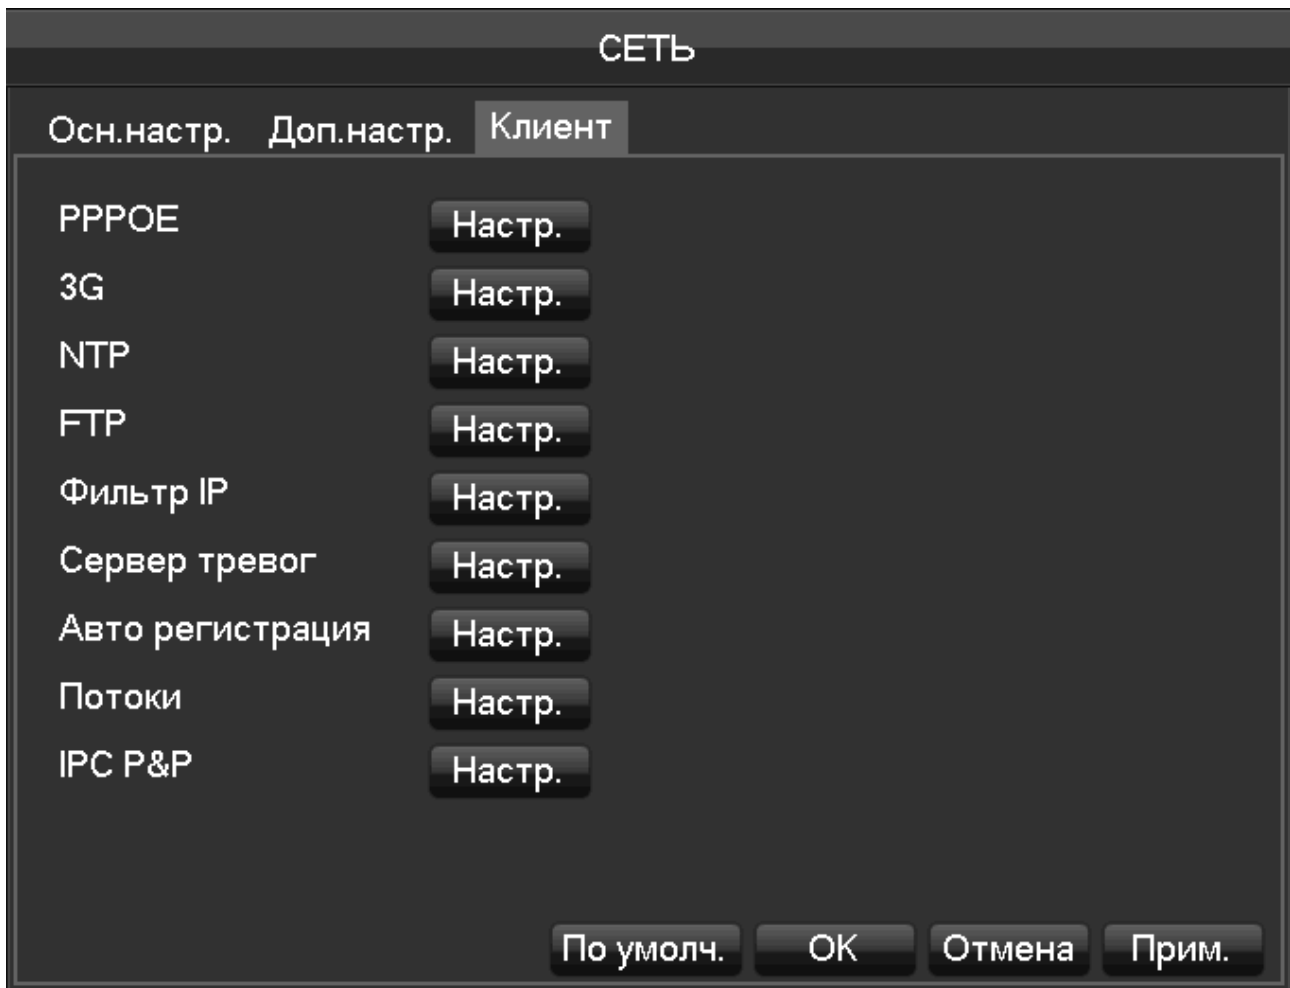 СЕТЬ
Осн.настр. Доп.настр. Клиент
PPPOE Настр.
3G Настр.
NTP Настр.
FTP Настр.
Фильтр IP Настр.
Сервер тревог Настр.
Авто регистрация Настр.
Потоки Настр.
IPC P&P Настр.
По умолч. OK Отмена Прим.